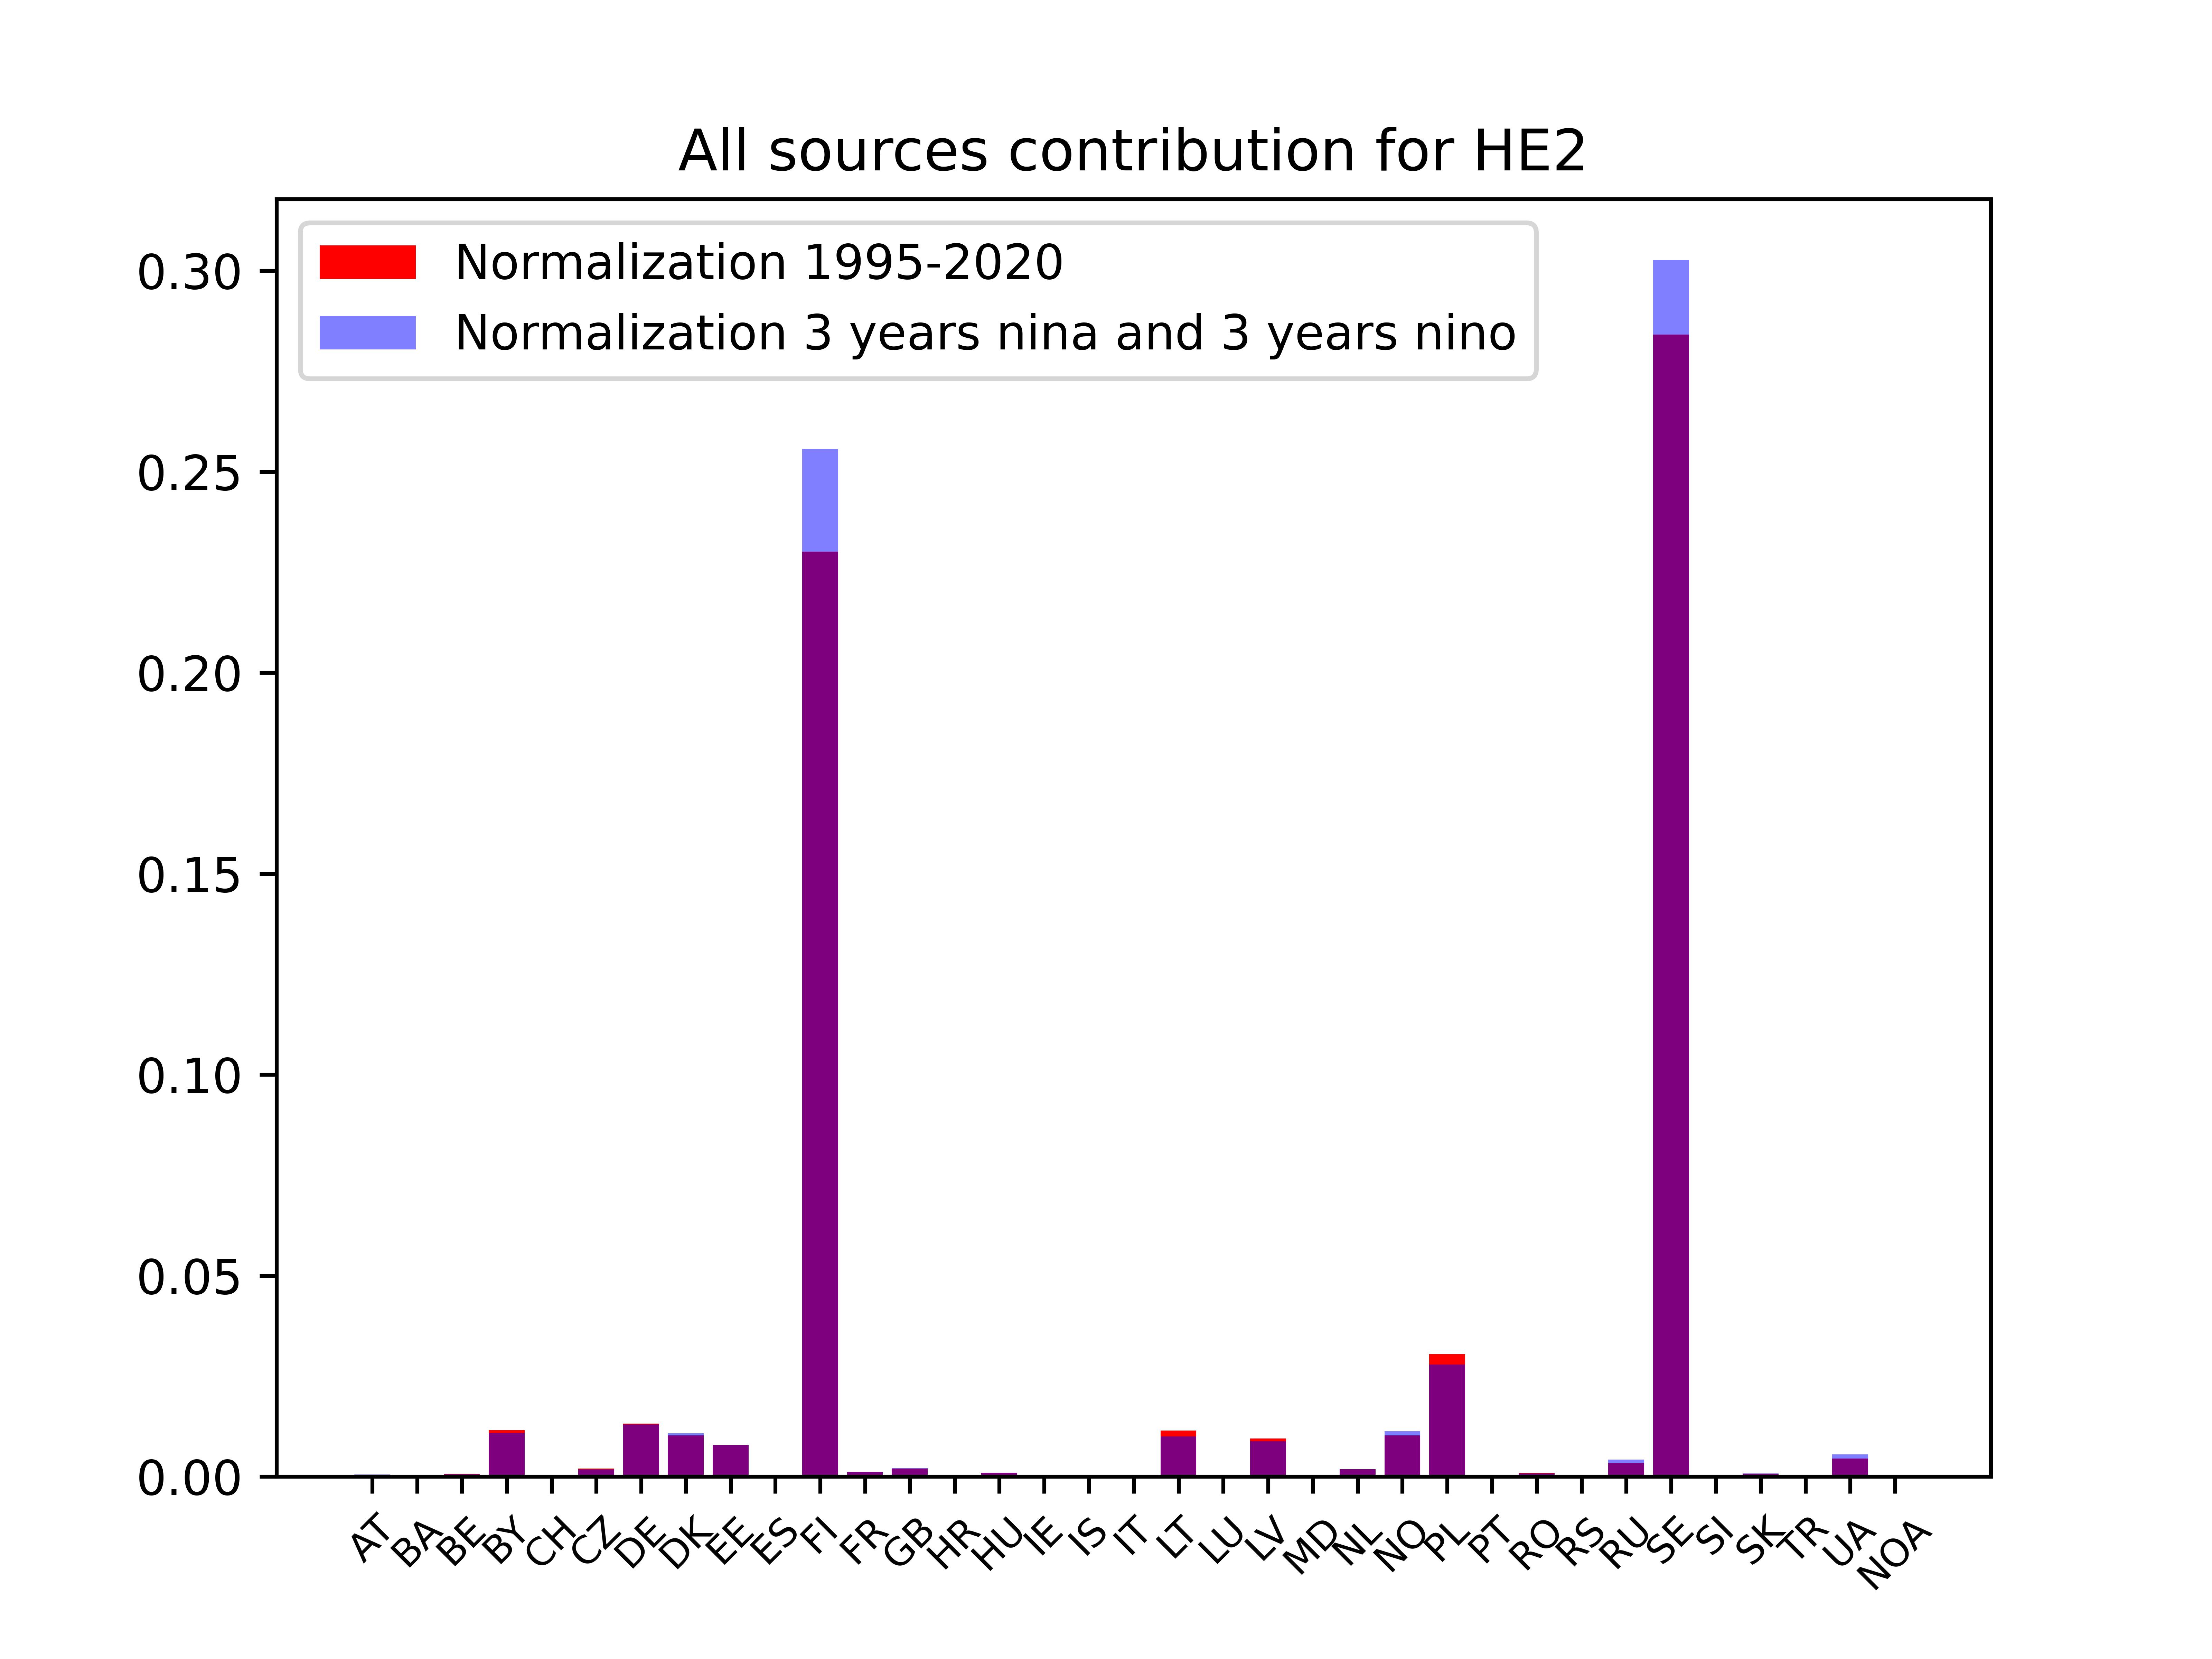 All sources contribution for HE2
Normalization 1995-2020
Normalization 3 years nina and 3 years nino
0.30
0.25
0.20
0.15
0.10
0.05
0.00
AT BA BE BY CH CZ DE DK EE ES FI FR GB HR HU IE IS IT LT LU LV MD NL NO PL PT RO RS RU SE SI SK TR UA NOA